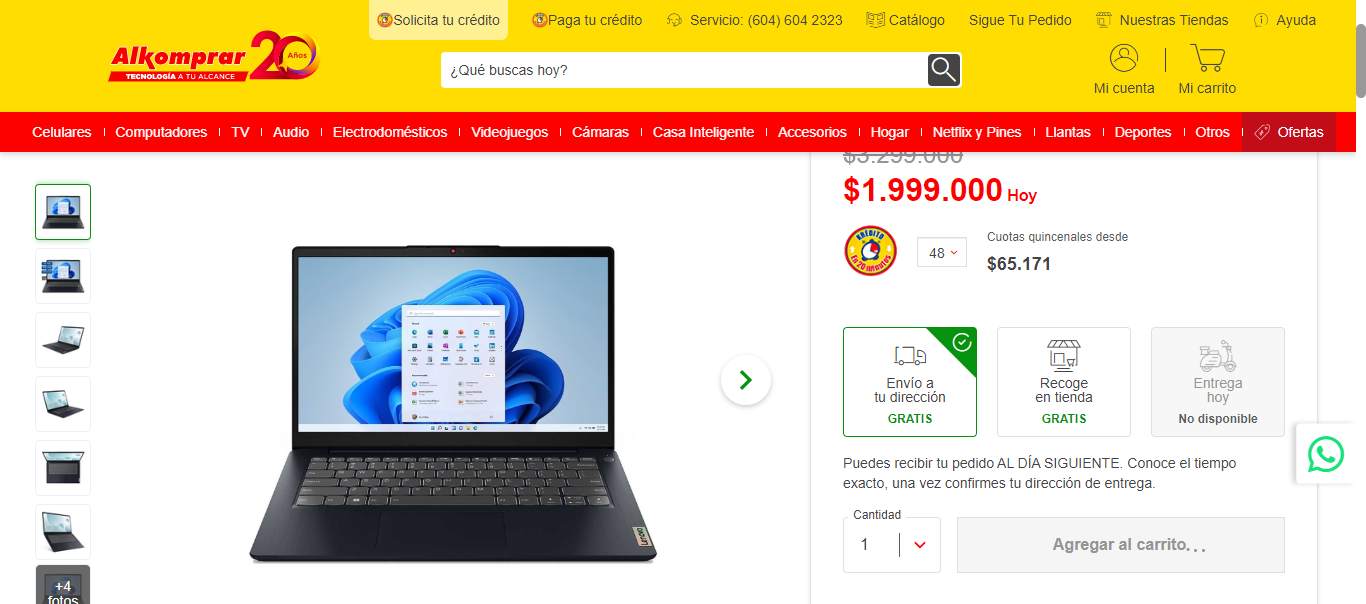 Solicita tu crédito
Paga tu crédito
Servicio: (604) 604 2323
Catálogo
Sigue Tu Pedido
Nuestras Tiendas
Ayuda
Alkomprar 20 Años
TECNOLOGÍA A TU ALCANCE
¿Qué buscas hoy?
Mi cuenta
Mi carrito
Celulares
Computadores
TV
Audio
Electrodomésticos
Videojuegos
Cámaras
Casa Inteligente
Accesorios
Hogar
Netflix y Pines
Llantas
Deportes
Otros
Ofertas
$3.299.000
$1.999.000 Hoy
KREDITO
En 20 minutos
48
Cuotas quincenales desde
$65.171
Envío a
tu dirección
GRATIS
Recoge
en tienda
GRATIS
Entrega
hoy
No disponible
Puedes recibir tu pedido AL DÍA SIGUIENTE. Conoce el tiempo
exacto, una vez confirmes tu dirección de entrega.
Cantidad
1
Agregar al carrito...
Lenovo
+4
fotos